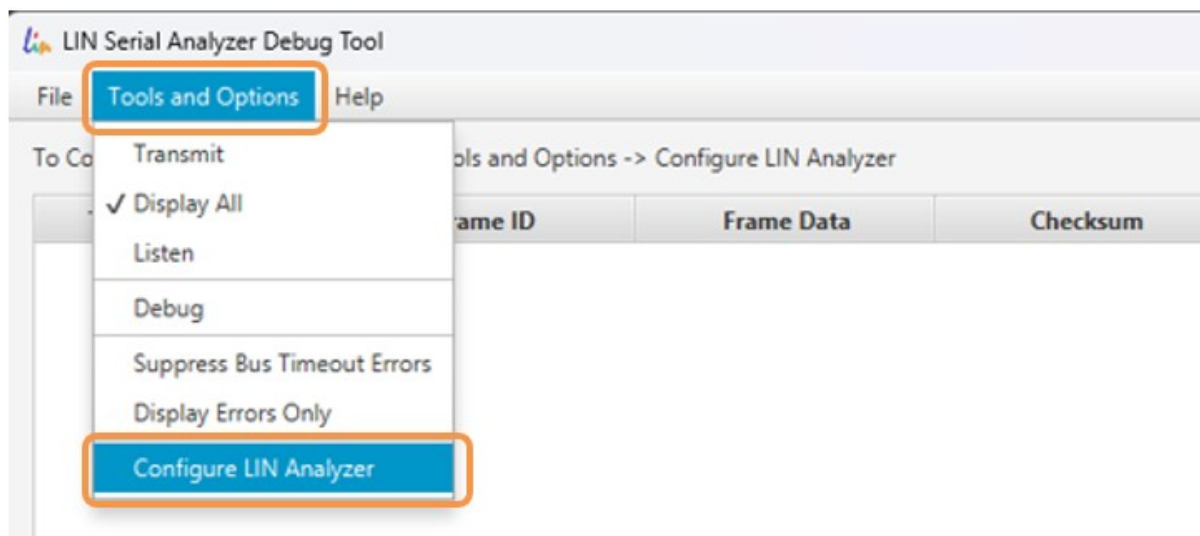 lin LIN Serial Analyzer Debug Tool
File Tools and Options Help
To Co ols and Options -> Configure LIN Analyzer
rame ID Frame Data Checksum
Transmit
✓ Display All
Listen
Debug
Suppress Bus Timeout Errors
Display Errors Only
Configure LIN Analyzer